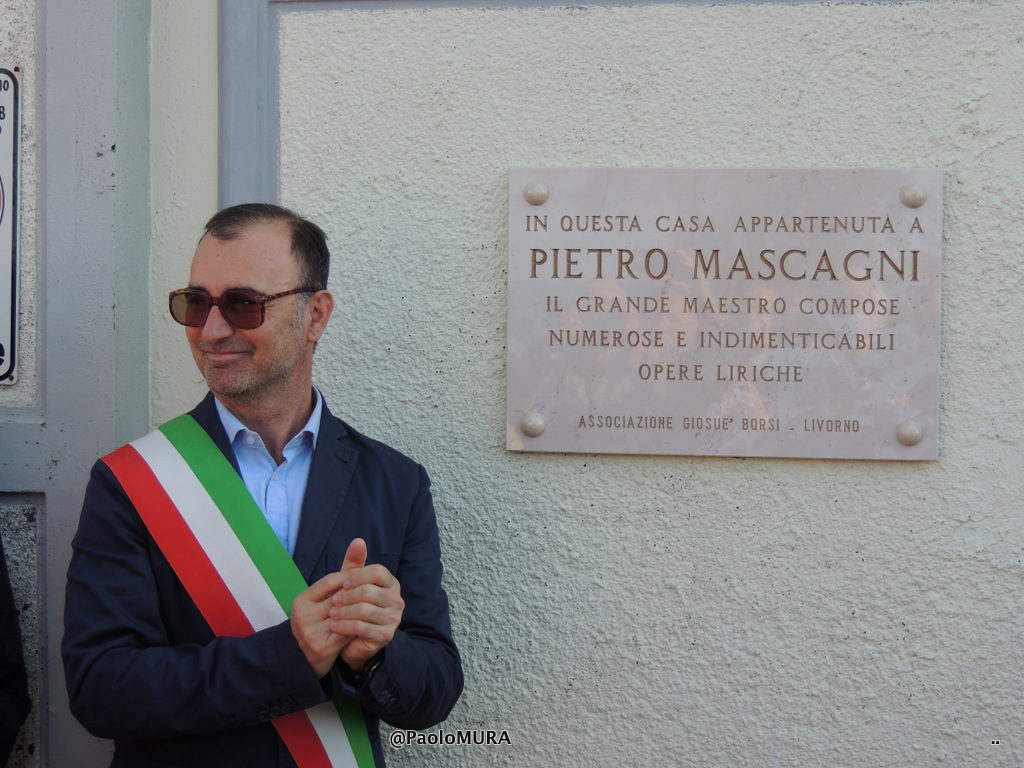 IN QUESTA CASA APPARTENUTA A
PIETRO MASCAGNI
IL GRANDE MAESTRO COMPOSE
NUMEROSE E INDIMENTICABILI
OPERE LIRICHE
ASSOCIAZIONE GIOSUE' BORSI - LIVORNO
@PaoloMURA
..